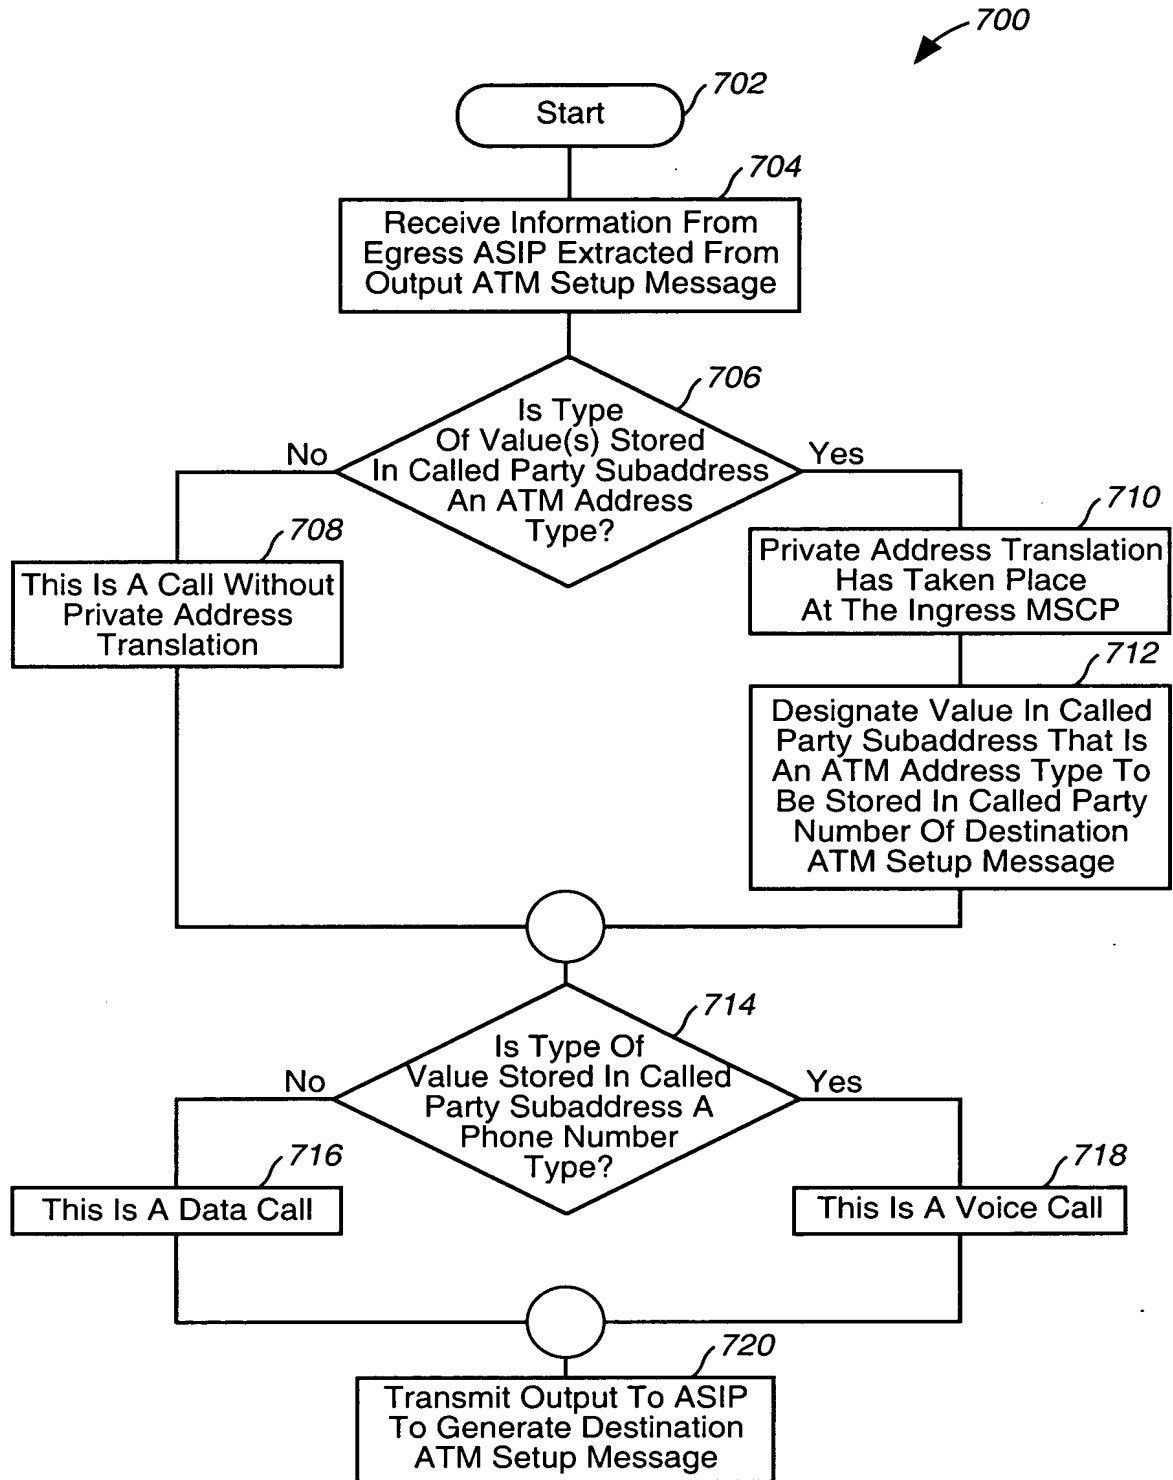 700
702
Start
704
Receive Information From
Egress ASIP Extracted From
Output ATM Setup Message
706
Is Type
Of Value(s) Stored
In Called Party Subaddress
An ATM Address
Type?
No
Yes
708
This Is A Call Without
Private Address
Translation
710
Private Address Translation
Has Taken Place
At The Ingress MSCP
712
Designate Value In Called
Party Subaddress That Is
An ATM Address Type To
Be Stored In Called Party
Number Of Destination
ATM Setup Message
714
Is Type Of
Value Stored In Called
Party Subaddress A
Phone Number
Type?
No
Yes
716
This Is A Data Call
718
This Is A Voice Call
720
Transmit Output To ASIP
To Generate Destination
ATM Setup Message